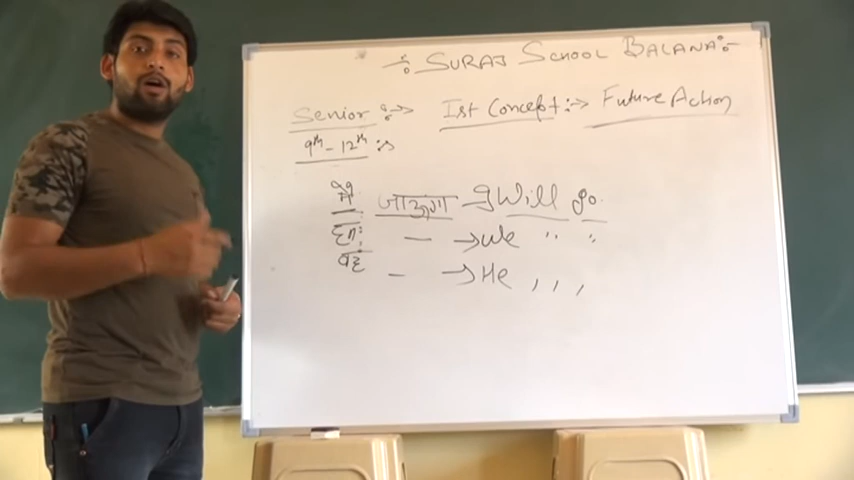 ÷ SURAJ SCHOOL BALANA:-
Senior :-> Ist Concept :-> Future Action
9th - 12th :->
मैं जाऊंगा I Will go.
हम - → We " "
वह - → He , , ,